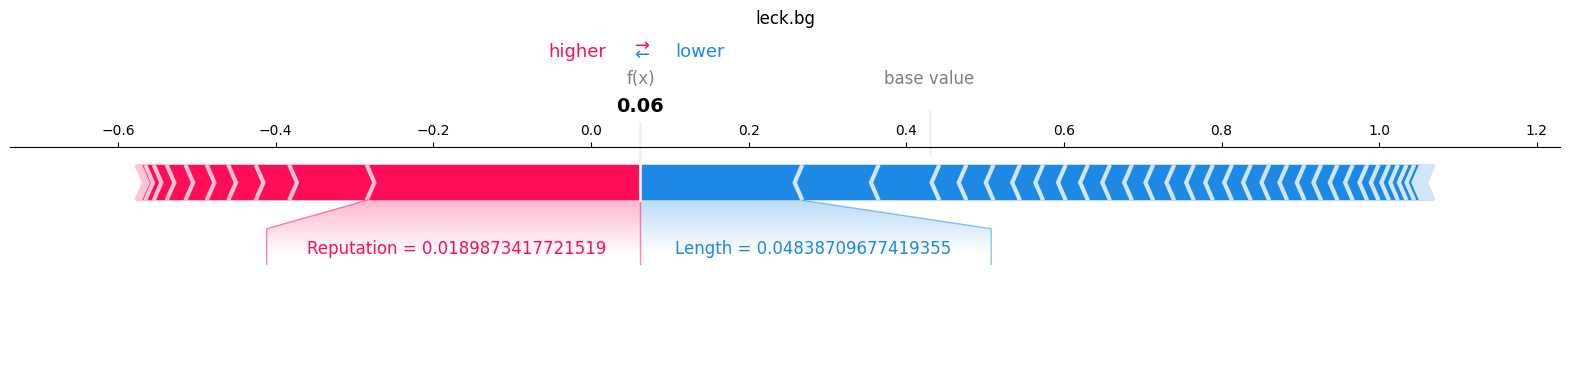 leck.bg
higher ⇄ lower
f(x) base value
0.06
−0.6 −0.4 −0.2 0.0 0.2 0.4 0.6 0.8 1.0 1.2
Reputation = 0.0189873417721519 Length = 0.04838709677419355